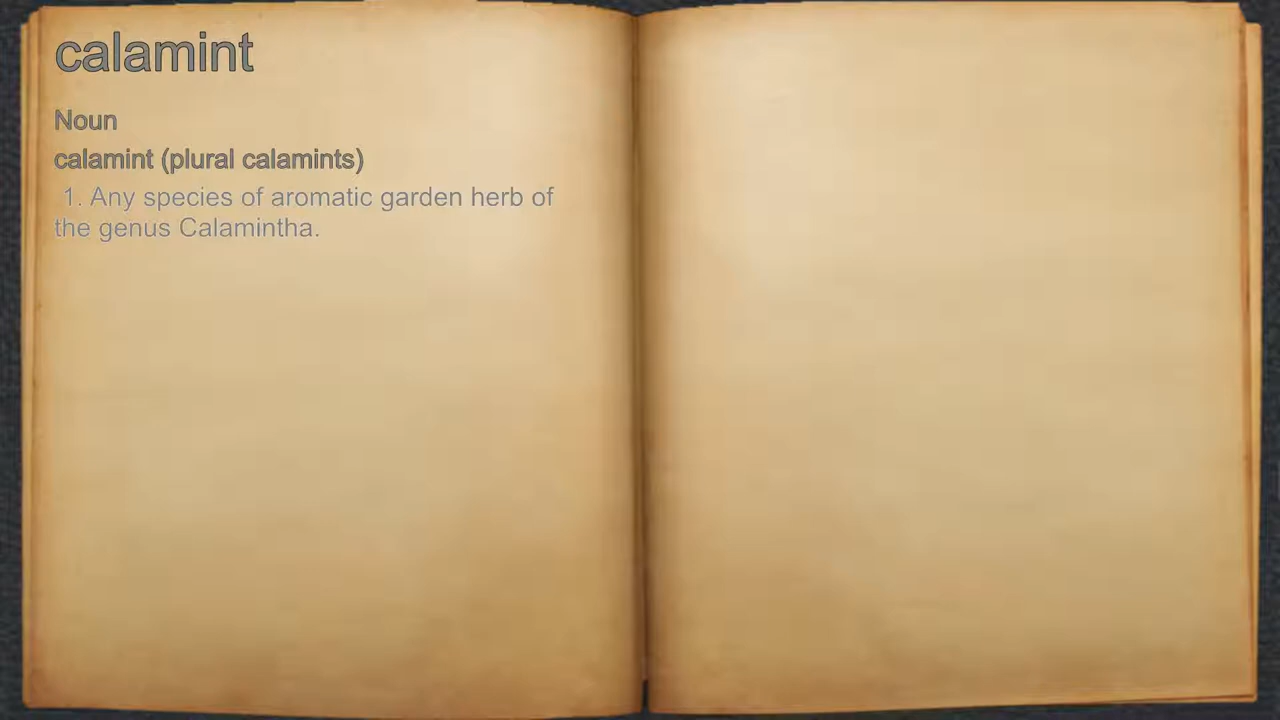 calamint
Noun
calamint (plural calamints)
1. Any species of aromatic garden herb of
the genus Calamintha.